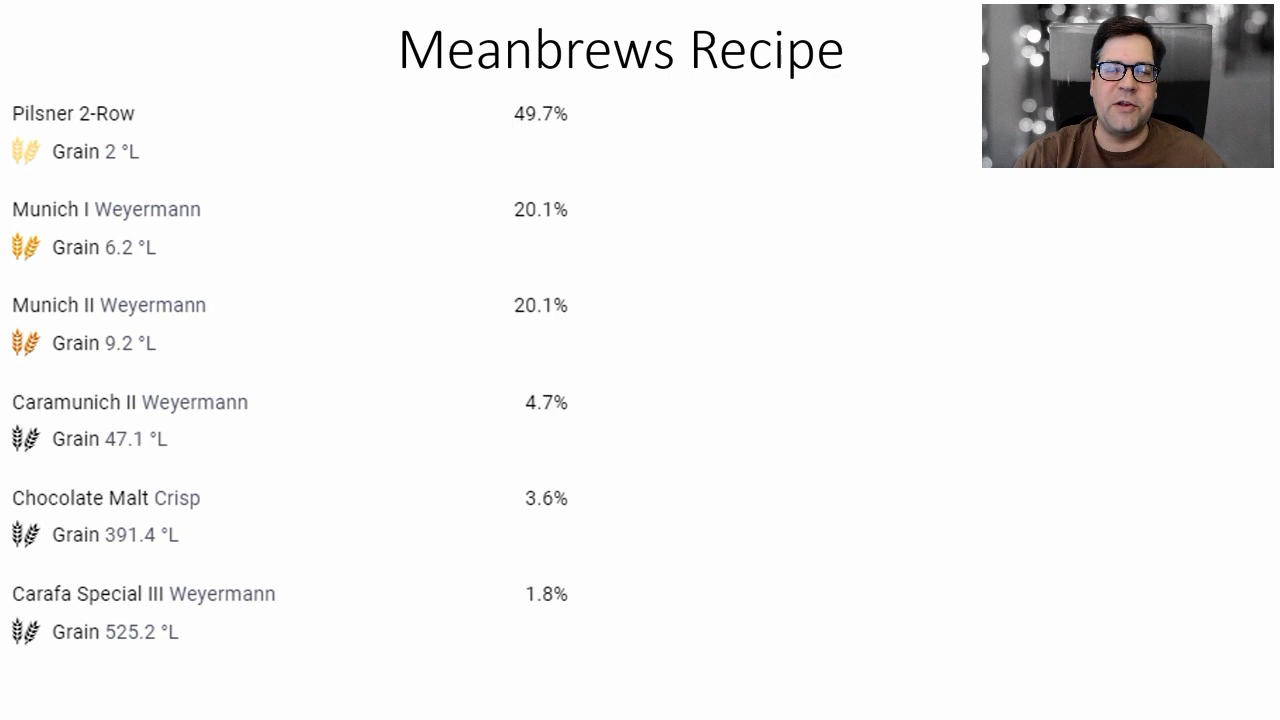 Meanbrews Recipe
Pilsner 2-Row 49.7%
Grain 2 °L
Munich I Weyermann 20.1%
Grain 6.2 °L
Munich II Weyermann 20.1%
Grain 9.2 °L
Caramunich II Weyermann 4.7%
Grain 47.1 °L
Chocolate Malt Crisp 3.6%
Grain 391.4 °L
Carafa Special III Weyermann 1.8%
Grain 525.2 °L